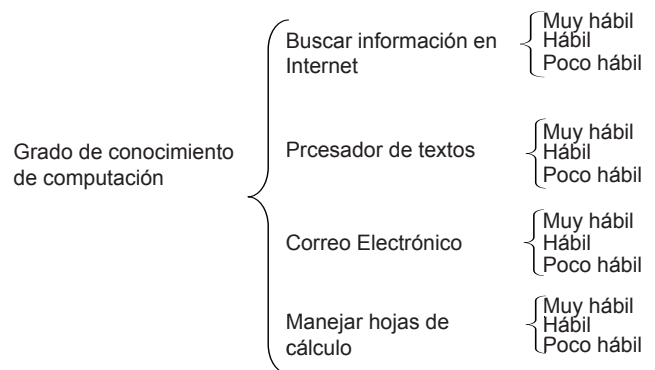 Grado de conocimiento
de computación
Buscar información en
Internet
Muy hábil
Hábil
Poco hábil
Prcesador de textos
Muy hábil
Hábil
Poco hábil
Correo Electrónico
Muy hábil
Hábil
Poco hábil
Manejar hojas de
cálculo
Muy hábil
Hábil
Poco hábil